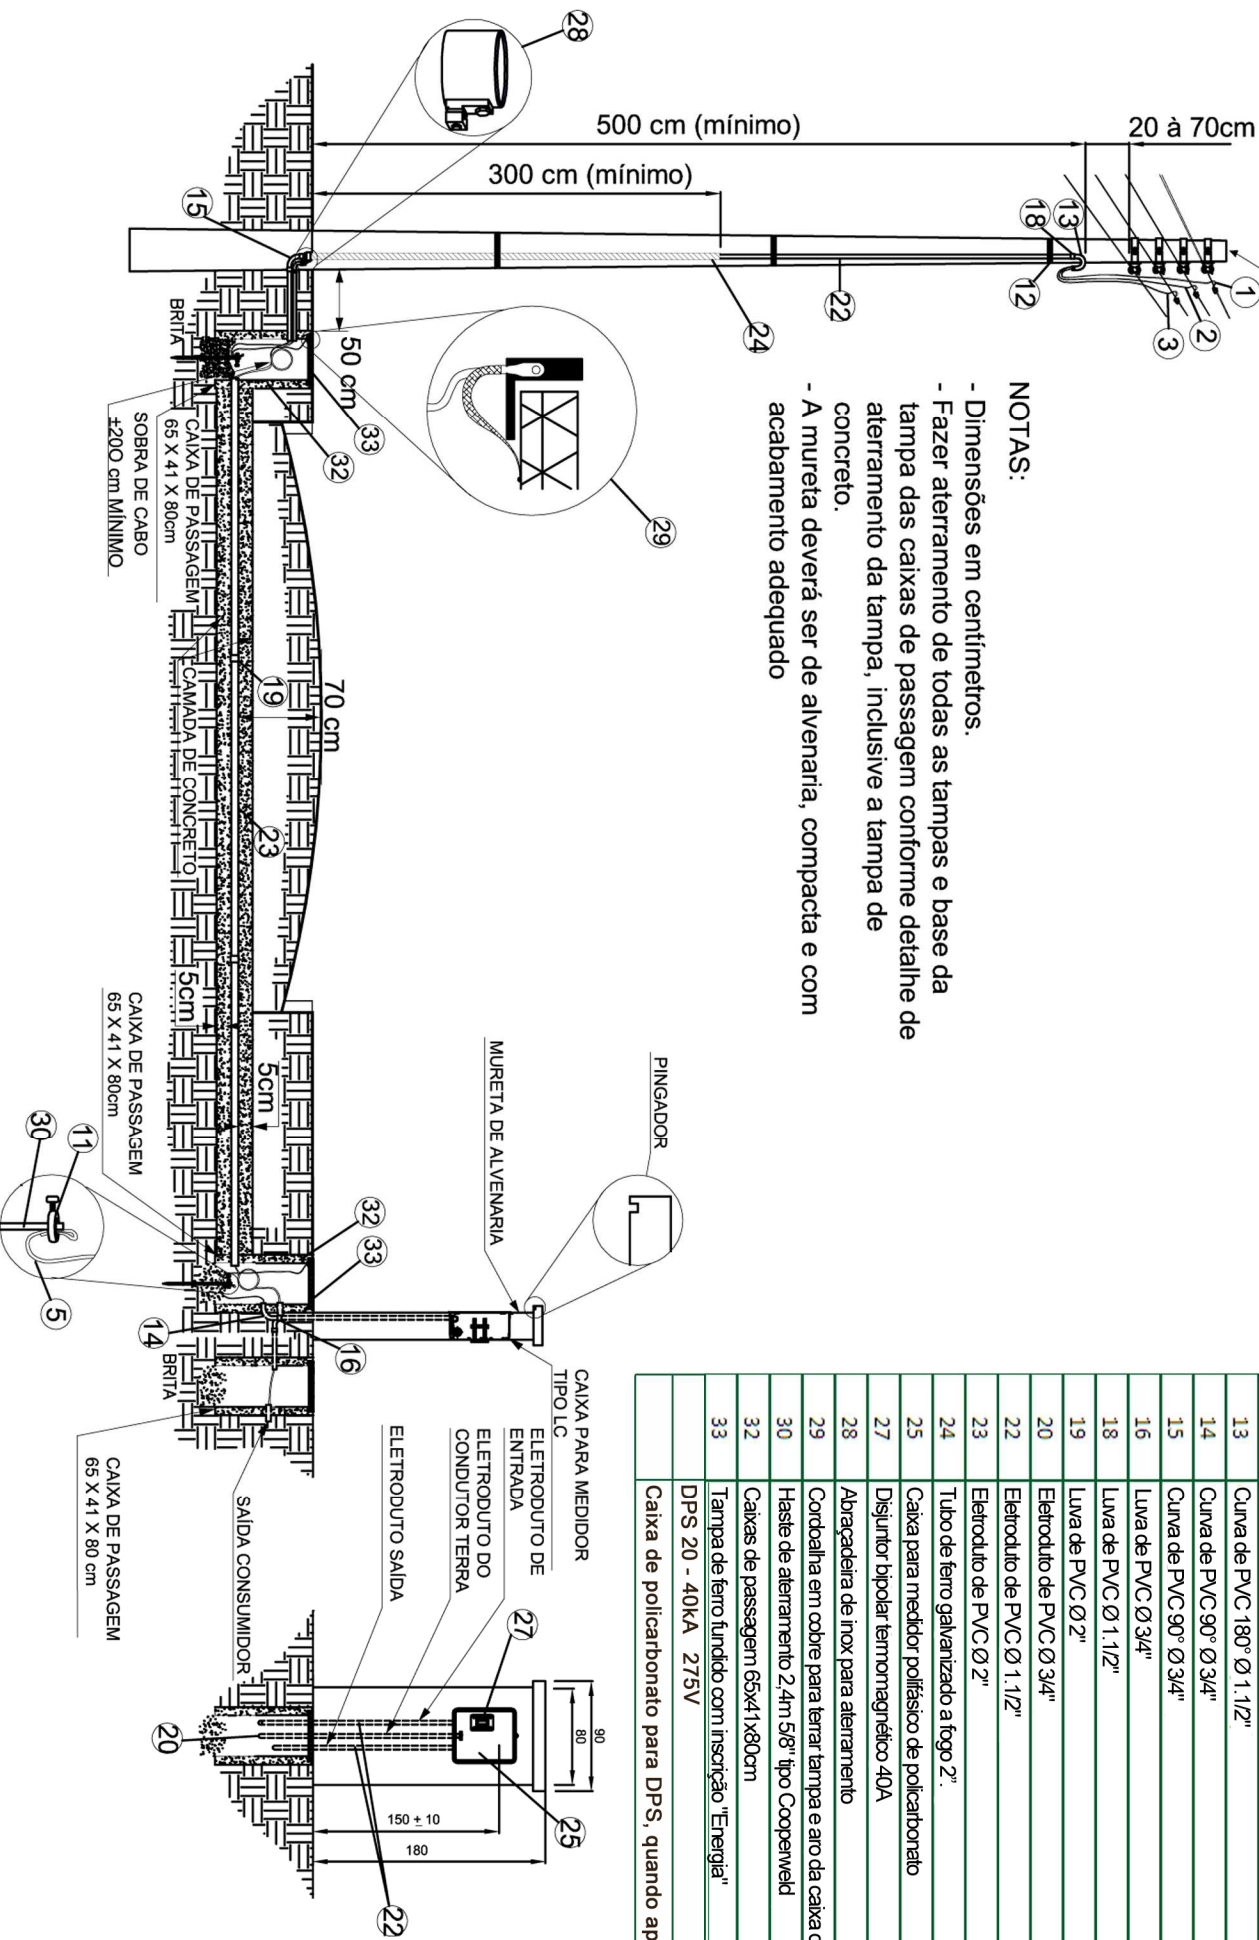 28
500 cm (mínimo)
20 à 70cm
300 cm (mínimo)
15
18
13
12
1
2
3
22
24
NOTAS:
- Dimensões em centímetros.
- Fazer aterramento de todas as tampas e base da
tampa das caixas de passagem conforme detalhe de
aterramento da tampa, inclusive a tampa de
concreto.
- A mureta deverá ser de alvenaria, compacta e com
acabamento adequado
50 cm
BRITA
33
32
29
CAIXA DE PASSAGEM
65 X 41 X 80cm
SOBRA DE CABO
±200 cm MÍNIMO
CAMADA DE CONCRETO
19
70 cm
23
5cm
5cm
CAIXA DE PASSAGEM
65 X 41 X 80cm
30
11
5
MURETA DE ALVENARIA
PINGADOR
32
33
14
16
BRITA
CAIXA PARA MEDIDOR
TIPO LC
ELETRODUTO DE
ENTRADA
ELETRODUTO DO
CONDUTOR TERRA
ELETRODUTO SAÍDA
SAÍDA CONSUMIDOR
CAIXA DE PASSAGEM
65 X 41 X 80 cm
27
90
80
20
25
150 ± 10
180
22
13 Curva de PVC 180° Ø 1.1/2"
14 Curva de PVC 90° Ø 3/4"
15 Curva de PVC 90° Ø 3/4"
16 Luva de PVC Ø 3/4"
18 Luva de PVC Ø 1.1/2"
19 Luva de PVC Ø 2"
20 Eletroduto de PVC Ø 3/4"
22 Eletroduto de PVC Ø 1.1/2"
23 Eletroduto de PVC Ø 2"
24 Tubo de ferro galvanizado a fogo 2".
25 Caixa para medidor polifásico de policarbonato
27 Disjuntor bipolar termomagnético 40A
28 Abraçadeira de inox para aterramento
29 Cordoalha em cobre para terrar tampa e aro da caixa
30 Haste de aterramento 2,4m 5/8" tipo Cooperweld
32 Caixas de passagem 65x41x80cm
33 Tampa de ferro fundido com inscrição "Energia"
DPS 20 - 40kA 275V
Caixa de policarbonato para DPS, quando